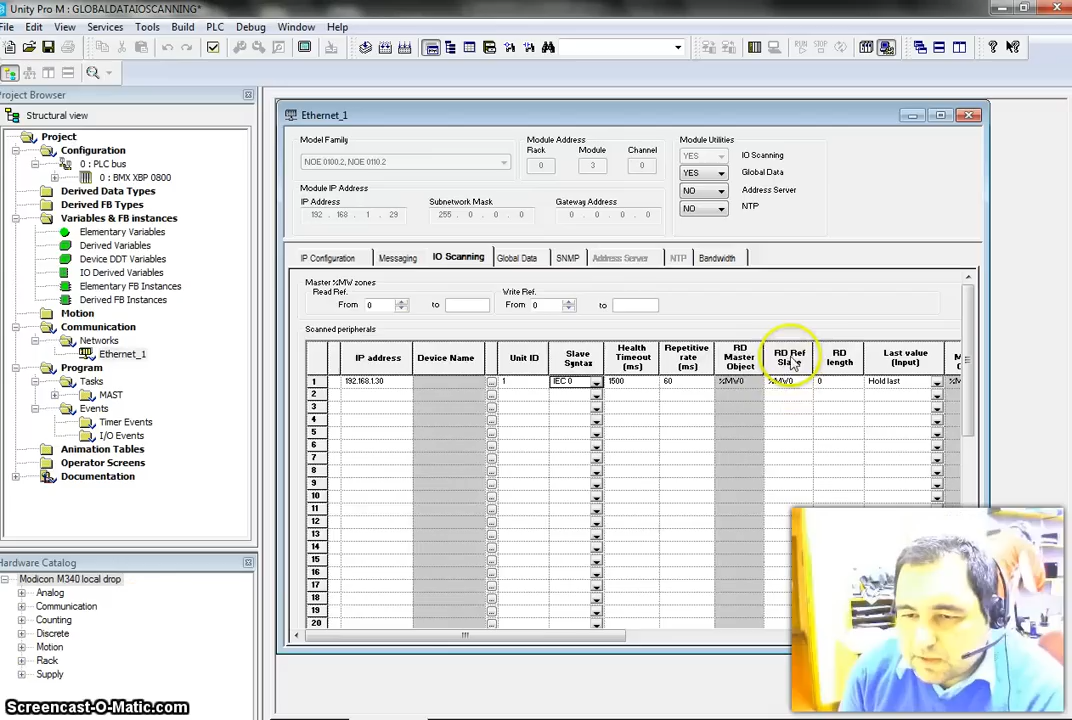 Unity Pro M : GLOBALDATAIOSCANNING*
File Edit View Services Tools Build PLC Debug Window Help
RUN STOP
Project Browser
Structural view
Project
Configuration
0 : PLC bus
0 : BMX XBP 0800
Derived Data Types
Derived FB Types
Variables & FB instances
Elementary Variables
Derived Variables
Device DDT Variables
IO Derived Variables
Elementary FB Instances
Derived FB Instances
Motion
Communication
Networks
Ethernet_1
Program
Tasks
MAST
Events
Timer Events
I/O Events
Animation Tables
Operator Screens
Documentation
Hardware Catalog
Modicon M340 local drop
Analog
Communication
Counting
Discrete
Motion
Rack
Supply
Ethernet_1
Model Family
NOE 0100.2, NOE 0110.2
Module Address
Rack Module Channel
0 3 0
Module Utilities
YES IO Scanning
YES Global Data
NO Address Server
NO NTP
Module IP Address
IP Address Subnetwork Mask Gateway Address
192 . 168 . 1 . 29 255 . 0 . 0 . 0 0 . 0 . 0 . 0
IP Configuration Messaging IO Scanning Global Data SNMP Address Server NTP Bandwidth
Master %MW zones
Read Ref. Write Ref.
From 0 to From 0 to
Scanned peripherals
IP address Device Name Unit ID Slave Syntax Health Timeout (ms) Repetitive rate (ms) RD Master Object RD Ref Slave RD length Last value (Input)
1 192.168.1.30 ... 1 IEC 0 1500 60 %MW0 %MW0 0 Hold last
2 ...
3 ...
4 ...
5 ...
6 ...
7 ...
8 ...
9 ...
10 ...
11 ...
12 ...
13 ...
14 ...
15 ...
16 ...
17 ...
18 ...
19 ...
20 ...
Screencast-O-Matic.com